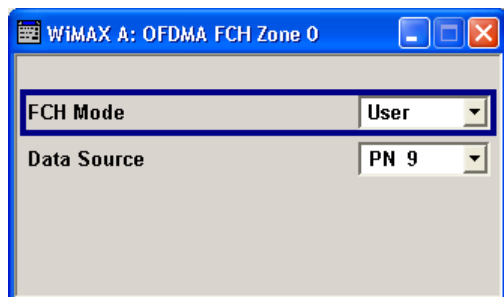 WiMAX A: OFDMA FCH Zone 0
FCH Mode User
Data Source PN 9